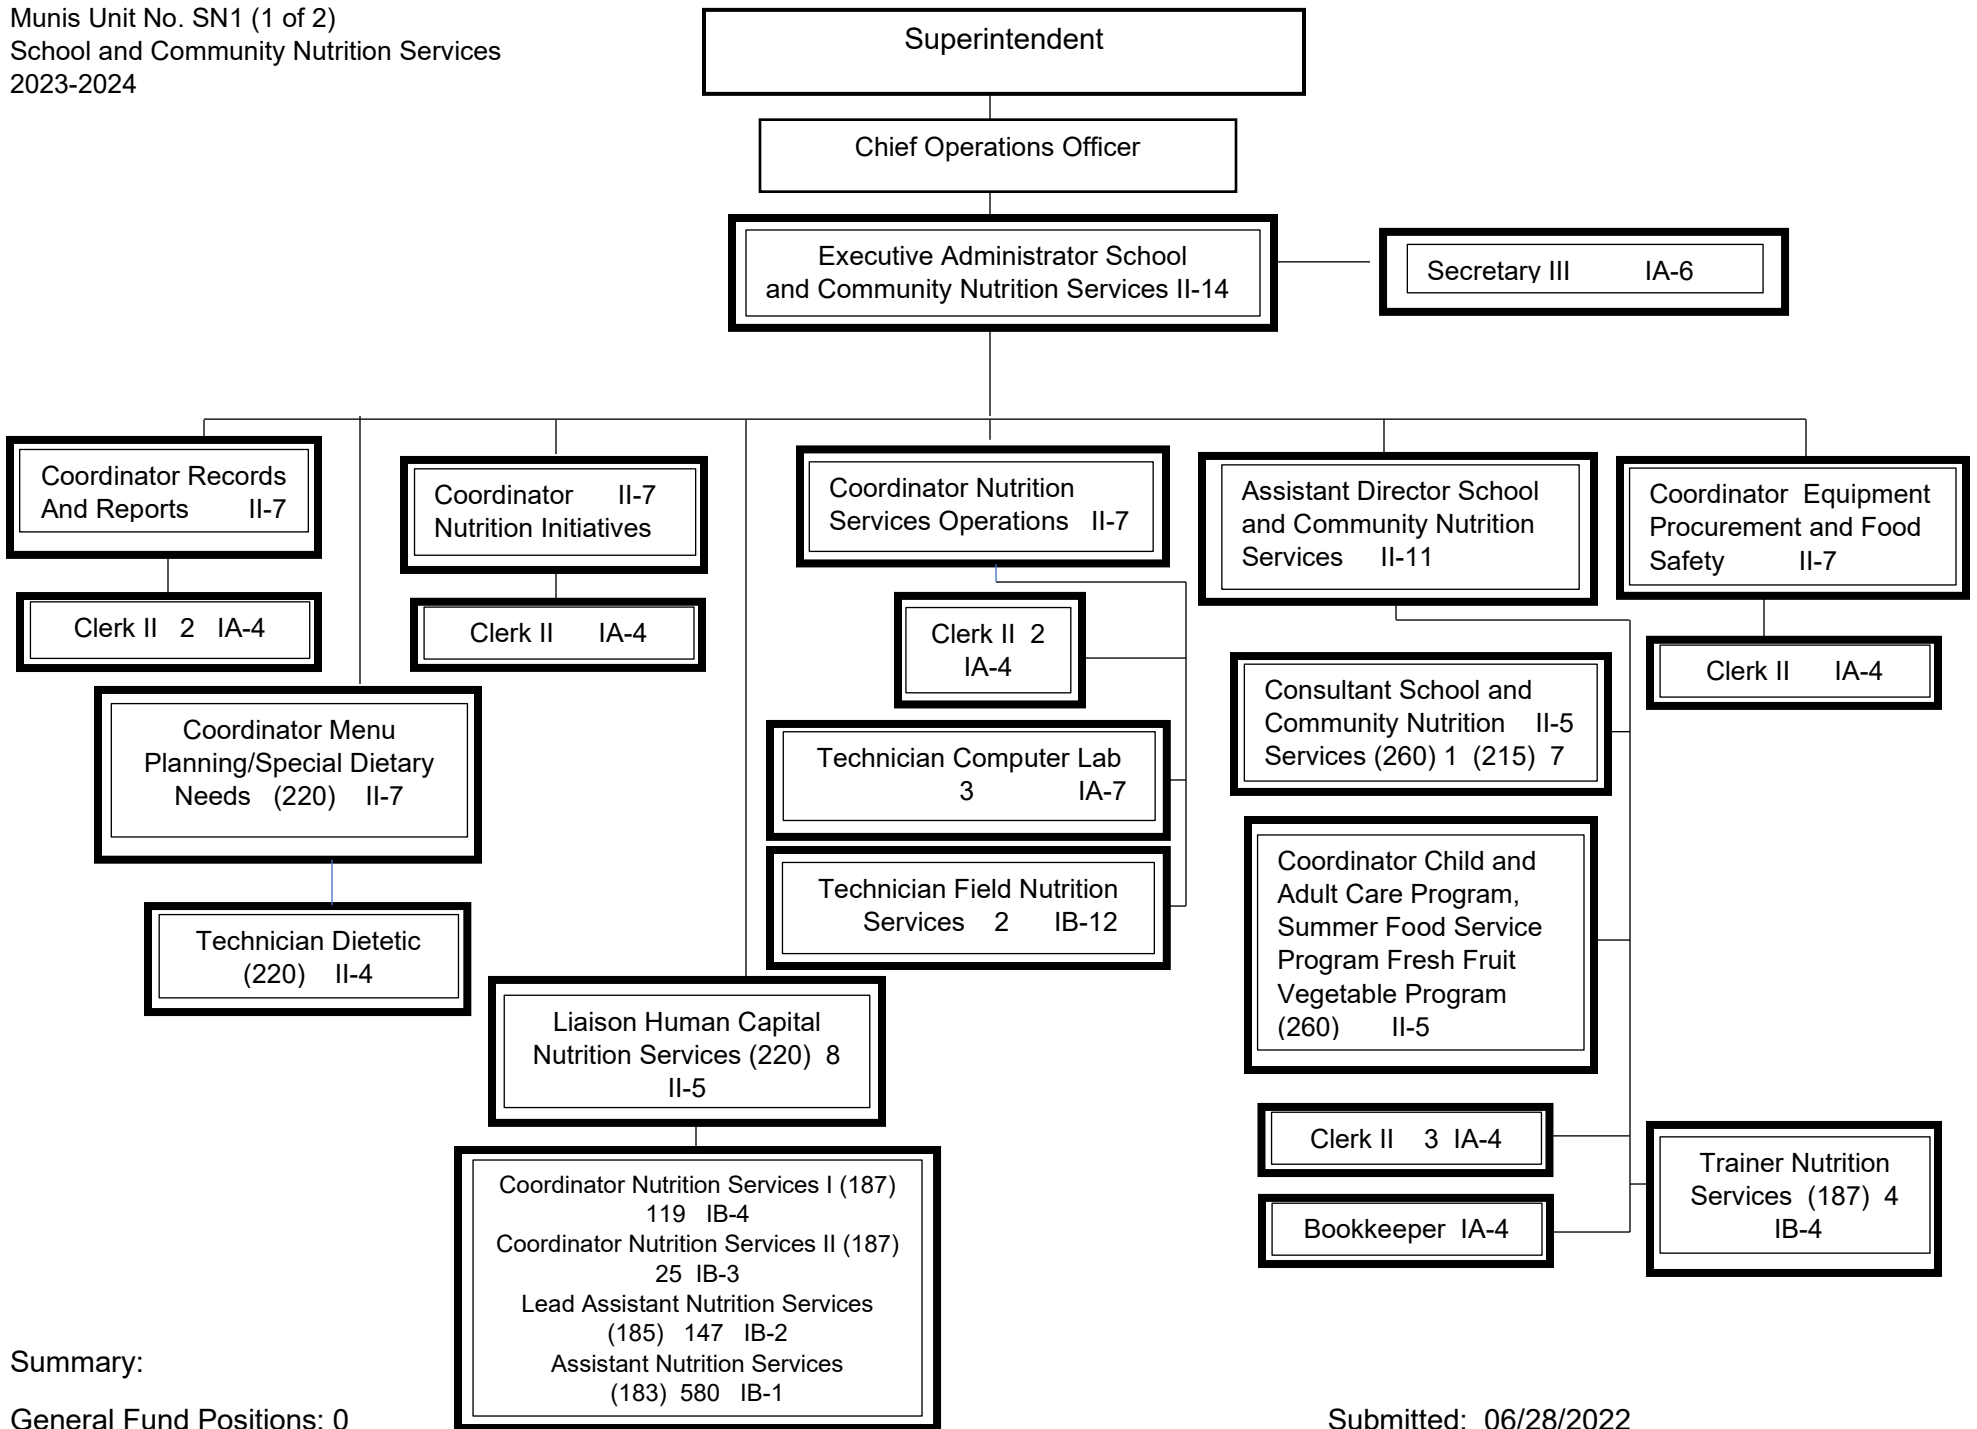 Munis Unit No. SN1 (1 of 2)
School and Community Nutrition Services
2023-2024
Superintendent
Chief Operations Officer
Executive Administrator School
and Community Nutrition Services II-14
Secretary III IA-6
Coordinator Records
And Reports II-7
Clerk II 2 IA-4
Coordinator Menu
Planning/Special Dietary
Needs (220) II-7
Technician Dietetic
(220) II-4
Coordinator II-7
Nutrition Initiatives
Clerk II IA-4
Liaison Human Capital
Nutrition Services (220) 8
II-5
Coordinator Nutrition Services I (187)
119 IB-4
Coordinator Nutrition Services II (187)
25 IB-3
Lead Assistant Nutrition Services
(185) 147 IB-2
Assistant Nutrition Services
(183) 580 IB-1
Coordinator Nutrition
Services Operations II-7
Clerk II 2
IA-4
Technician Computer Lab
3 IA-7
Technician Field Nutrition
Services 2 IB-12
Assistant Director School
and Community Nutrition
Services II-11
Consultant School and
Community Nutrition II-5
Services (260) 1 (215) 7
Coordinator Child and
Adult Care Program,
Summer Food Service
Program Fresh Fruit
Vegetable Program
(260) II-5
Clerk II 3 IA-4
Bookkeeper IA-4
Trainer Nutrition
Services (187) 4
IB-4
Coordinator Equipment
Procurement and Food
Safety II-7
Clerk II IA-4
Summary:
General Fund Positions: 0
Submitted: 06/28/2022